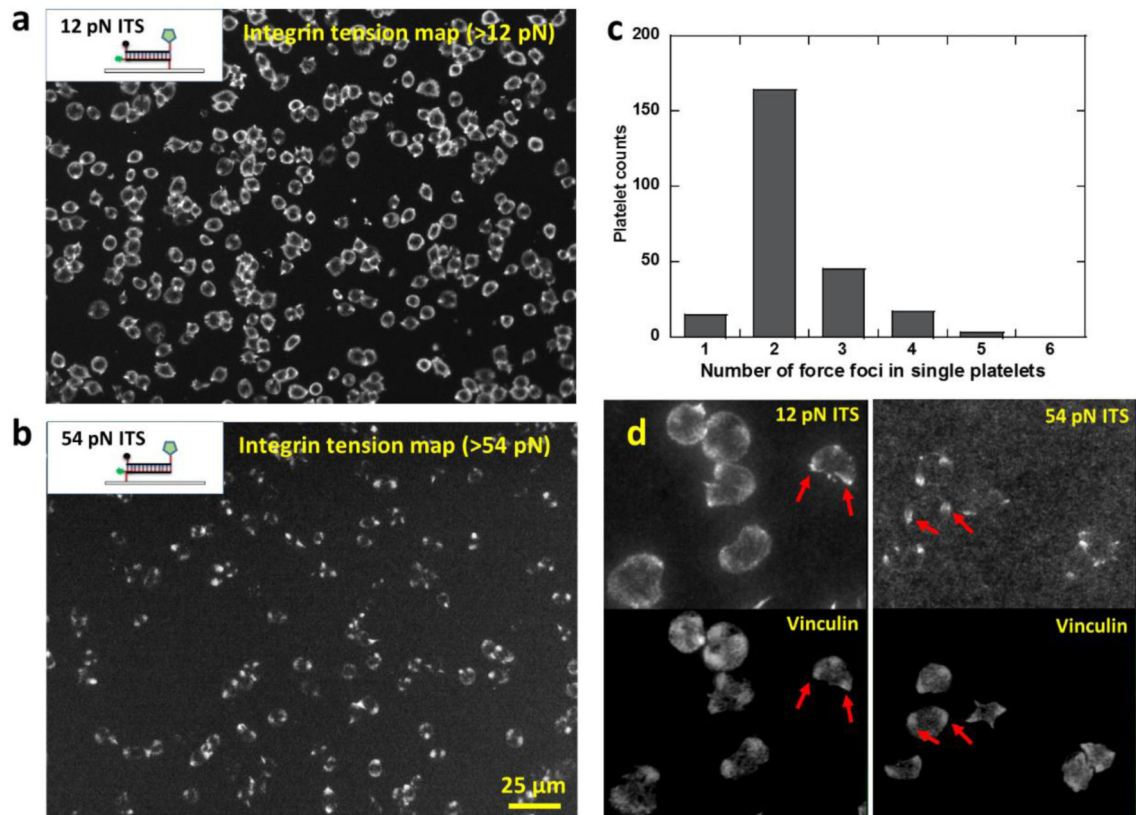 a
12 pN ITS
Integrin tension map (>12 pN)
b
54 pN ITS
Integrin tension map (>54 pN)
25 μm
c
200
150
100
50
0
Platelet counts
1 2 3 4 5 6
Number of force foci in single platelets
d
12 pN ITS
54 pN ITS
Vinculin
Vinculin